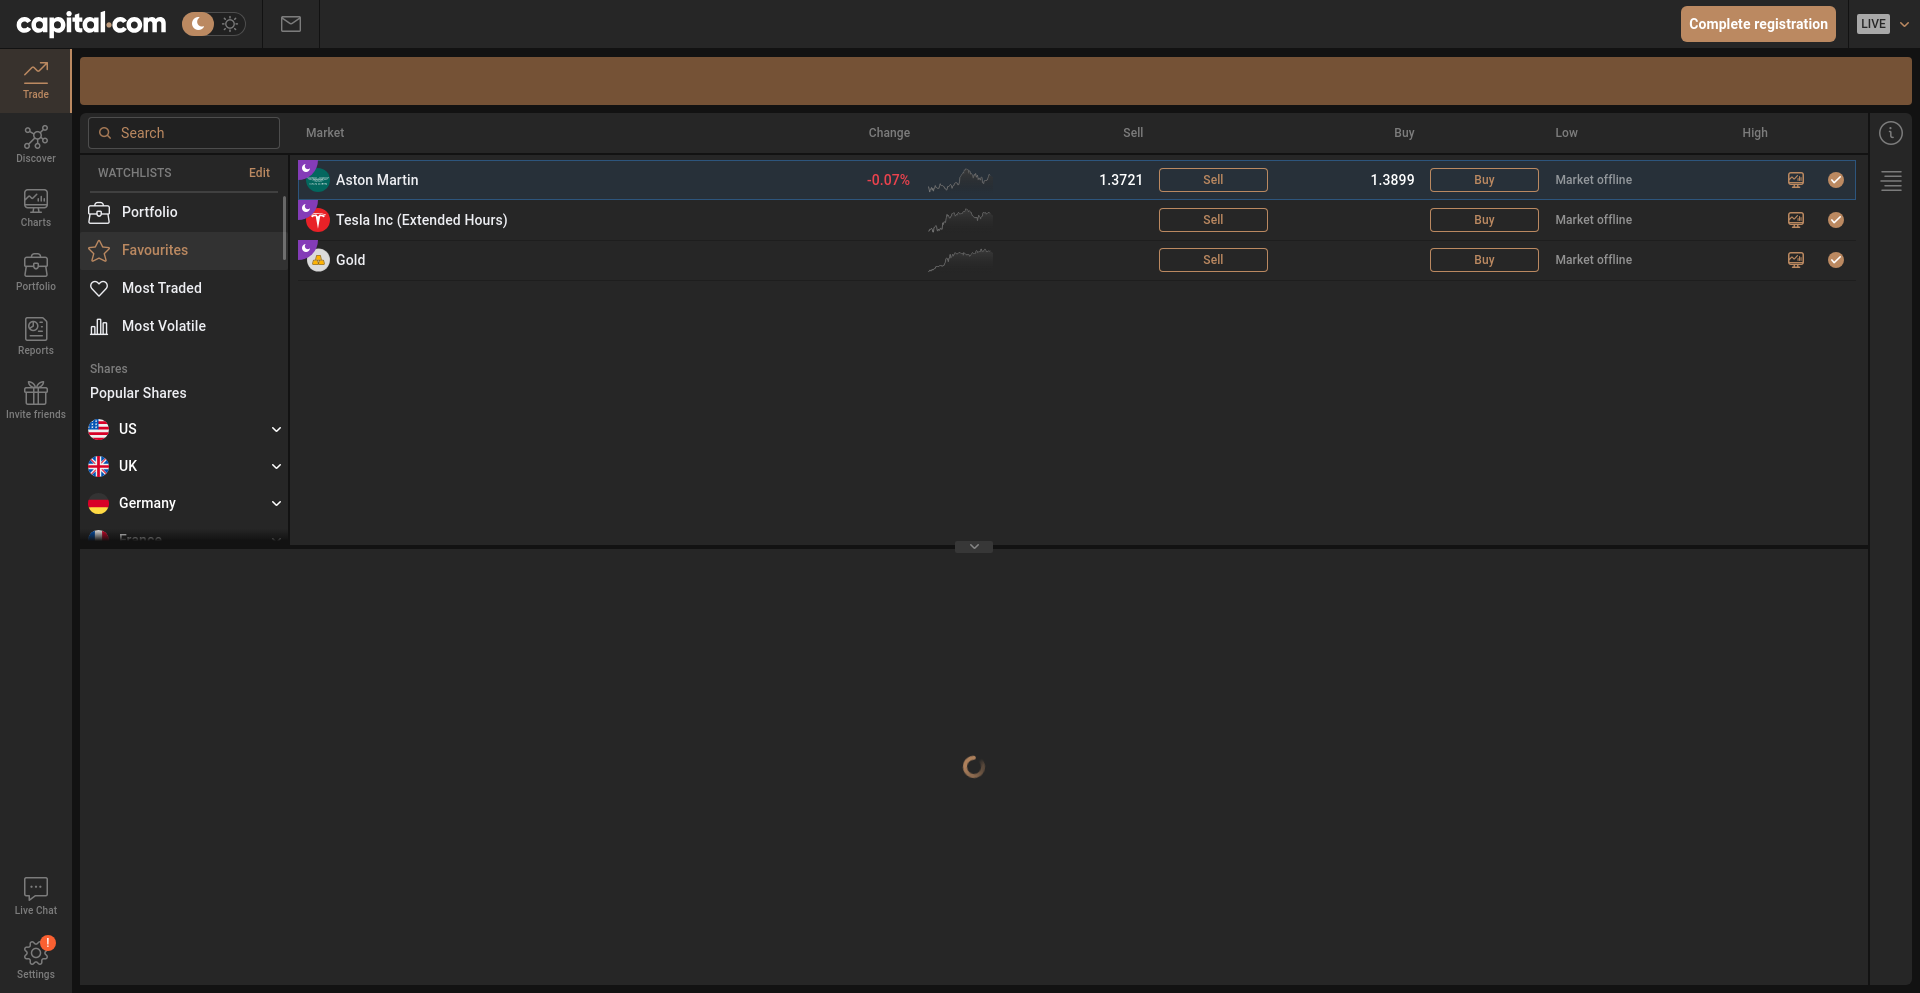 capital.com
Complete registration
LIVE
Trade
Discover
Charts
Portfolio
Reports
Invite friends
Live Chat
!
Settings
Search
WATCHLISTS Edit
Portfolio
Favourites
Most Traded
Most Volatile
Shares
Popular Shares
US
UK
Germany
France
Market Change Sell Buy Low High
Aston Martin -0.07% 1.3721 Sell 1.3899 Buy Market offline
Tesla Inc (Extended Hours) Sell Buy Market offline
Gold Sell Buy Market offline